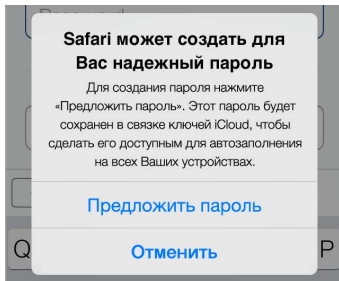 Safari может создать для
Вас надежный пароль
Для создания пароля нажмите
«Предложить пароль». Этот пароль будет
сохранен в связке ключей iCloud, чтобы
сделать его доступным для автозаполнения
на всех Ваших устройствах.
Предложить пароль
Отменить
Q
P